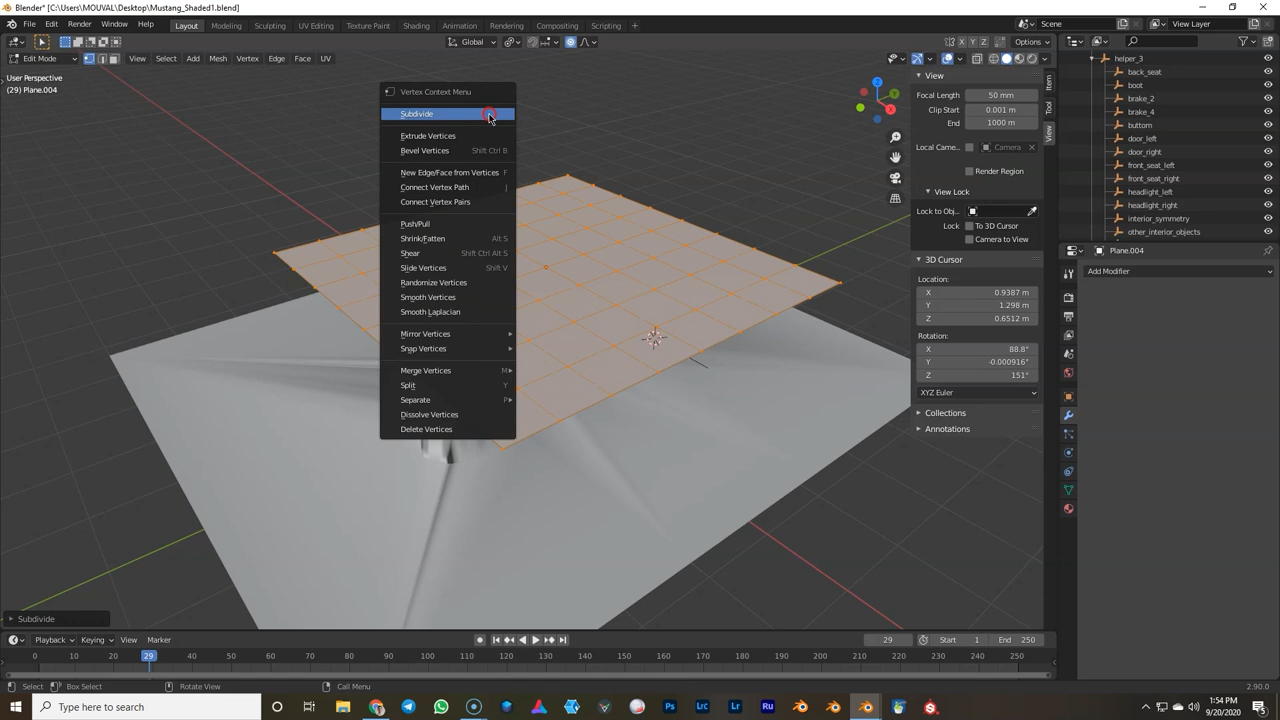 Blender* [C:\Users\MOUVAL\Desktop\Mustang_Shaded1.blend]
File Edit Render Window Help Layout Modeling Sculpting UV Editing Texture Paint Shading Animation Rendering Compositing Scripting Scene View Layer
Global X Y Z Options
Edit Mode View Select Add Mesh Vertex Edge Face UV
User Perspective
(29) Plane.004
Vertex Context Menu
Subdivide
Extrude Vertices
Bevel Vertices Shift Ctrl B
New Edge/Face from Vertices F
Connect Vertex Path J
Connect Vertex Pairs
Push/Pull
Shrink/Fatten Alt S
Shear Shift Ctrl Alt S
Slide Vertices Shift V
Randomize Vertices
Smooth Vertices
Smooth Laplacian
Mirror Vertices
Snap Vertices
Merge Vertices M
Split Y
Separate P
Dissolve Vertices
Delete Vertices
Z
Y
X
View
Focal Length 50 mm
Clip Start 0.001 m
End 1000 m
Local Came... Camera
Render Region
View Lock
Lock to Obj...
Lock To 3D Cursor
Camera to View
3D Cursor
Location:
X 0.9387 m
Y 1.298 m
Z 0.6512 m
Rotation:
X 88.8°
Y -0.000916°
Z 151°
XYZ Euler
Collections
Annotations
Item
Tool
View
helper_3
back_seat
boot
brake_2
brake_4
buttom
door_left
door_right
front_seat_left
front_seat_right
headlight_left
headlight_right
interior_symmetry
other_interior_objects
Plane.004
Add Modifier
Subdivide
Playback Keying View Marker 29 Start 1 End 250
0 10 20 29 40 50 60 70 80 90 100 110 120 130 140 150 160 170 180 190 200 210 220 230 240 250
Select Box Select Rotate View Call Menu 2.90.0
Type here to search
Ps Lrc Lr Ru
1:54 PM
9/20/2020